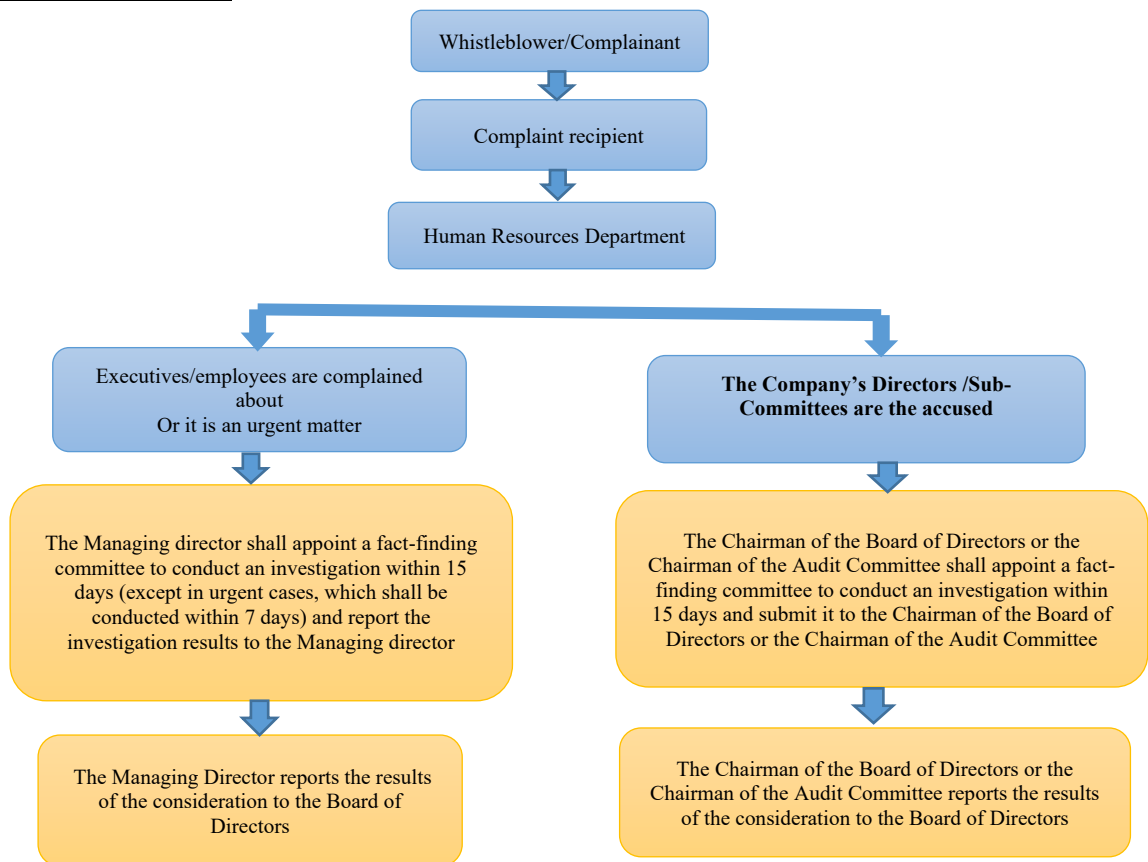 Whistleblower/Complainant
Complaint recipient
Human Resources Department
Executives/employees are complained
about
Or it is an urgent matter
The Company’s Directors /Sub-
Committees are the accused
The Managing director shall appoint a fact-finding
committee to conduct an investigation within 15
days (except in urgent cases, which shall be
conducted within 7 days) and report the
investigation results to the Managing director
The Chairman of the Board of Directors or the
Chairman of the Audit Committee shall appoint a fact-
finding committee to conduct an investigation within
15 days and submit it to the Chairman of the Board of
Directors or the Chairman of the Audit Committee
The Managing Director reports the results
of the consideration to the Board of
Directors
The Chairman of the Board of Directors or the
Chairman of the Audit Committee reports the results
of the consideration to the Board of Directors